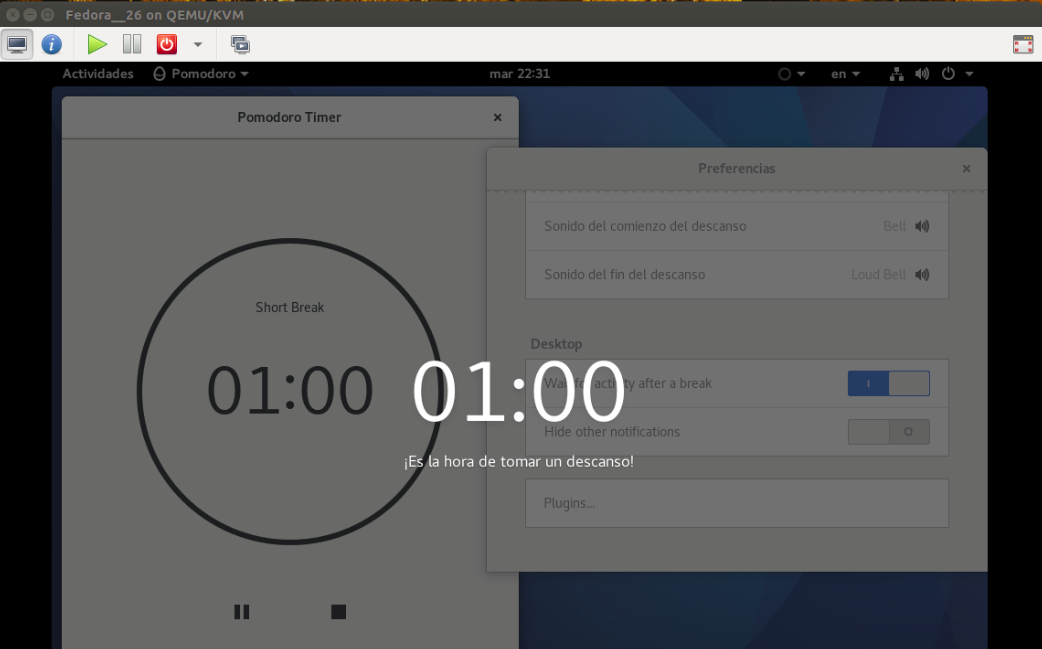 Fedora__26 on QEMU/KVM
Actividades Pomodoro mar 22:31 en
Pomodoro Timer
Preferencias
Sonido del comienzo del descanso Bell
Sonido del fin del descanso Loud Bell
Short Break
01:00
Desktop
Wait for activity after a break
Hide other notifications
Plugins...
01:00
¡Es la hora de tomar un descanso!